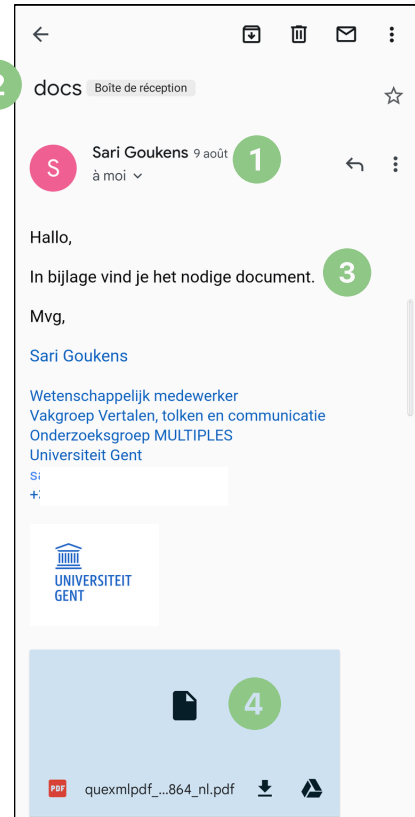 2
docs Boîte de réception
S
Sari Goukens 9 août 1
à moi
Hallo,
In bijlage vind je het nodige document. 3
Mvg,
Sari Goukens
Wetenschappelijk medewerker
Vakgroep Vertalen, tolken en communicatie
Onderzoeksgroep MULTIPLES
Universiteit Gent
UNIVERSITEIT
GENT
4
PDF quexmlpdf_...864_nl.pdf